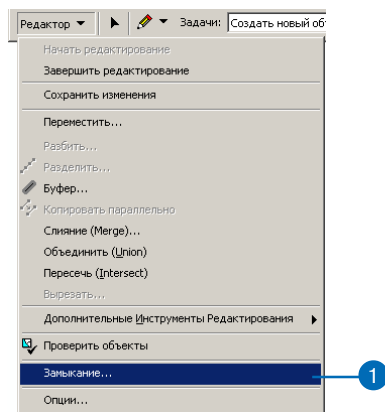 Редактор Задачи: Создать новый об
Начать редактирование
Завершить редактирование
Сохранить изменения
Переместить...
Разбить...
Разделить...
Буфер...
Копировать параллельно
Слияние (Merge)...
Объединить (Union)
Пересечь (Intersect)
Вырезать...
Дополнительные Инструменты Редактирования
Проверить объекты
Замыкание... 1
Опции...